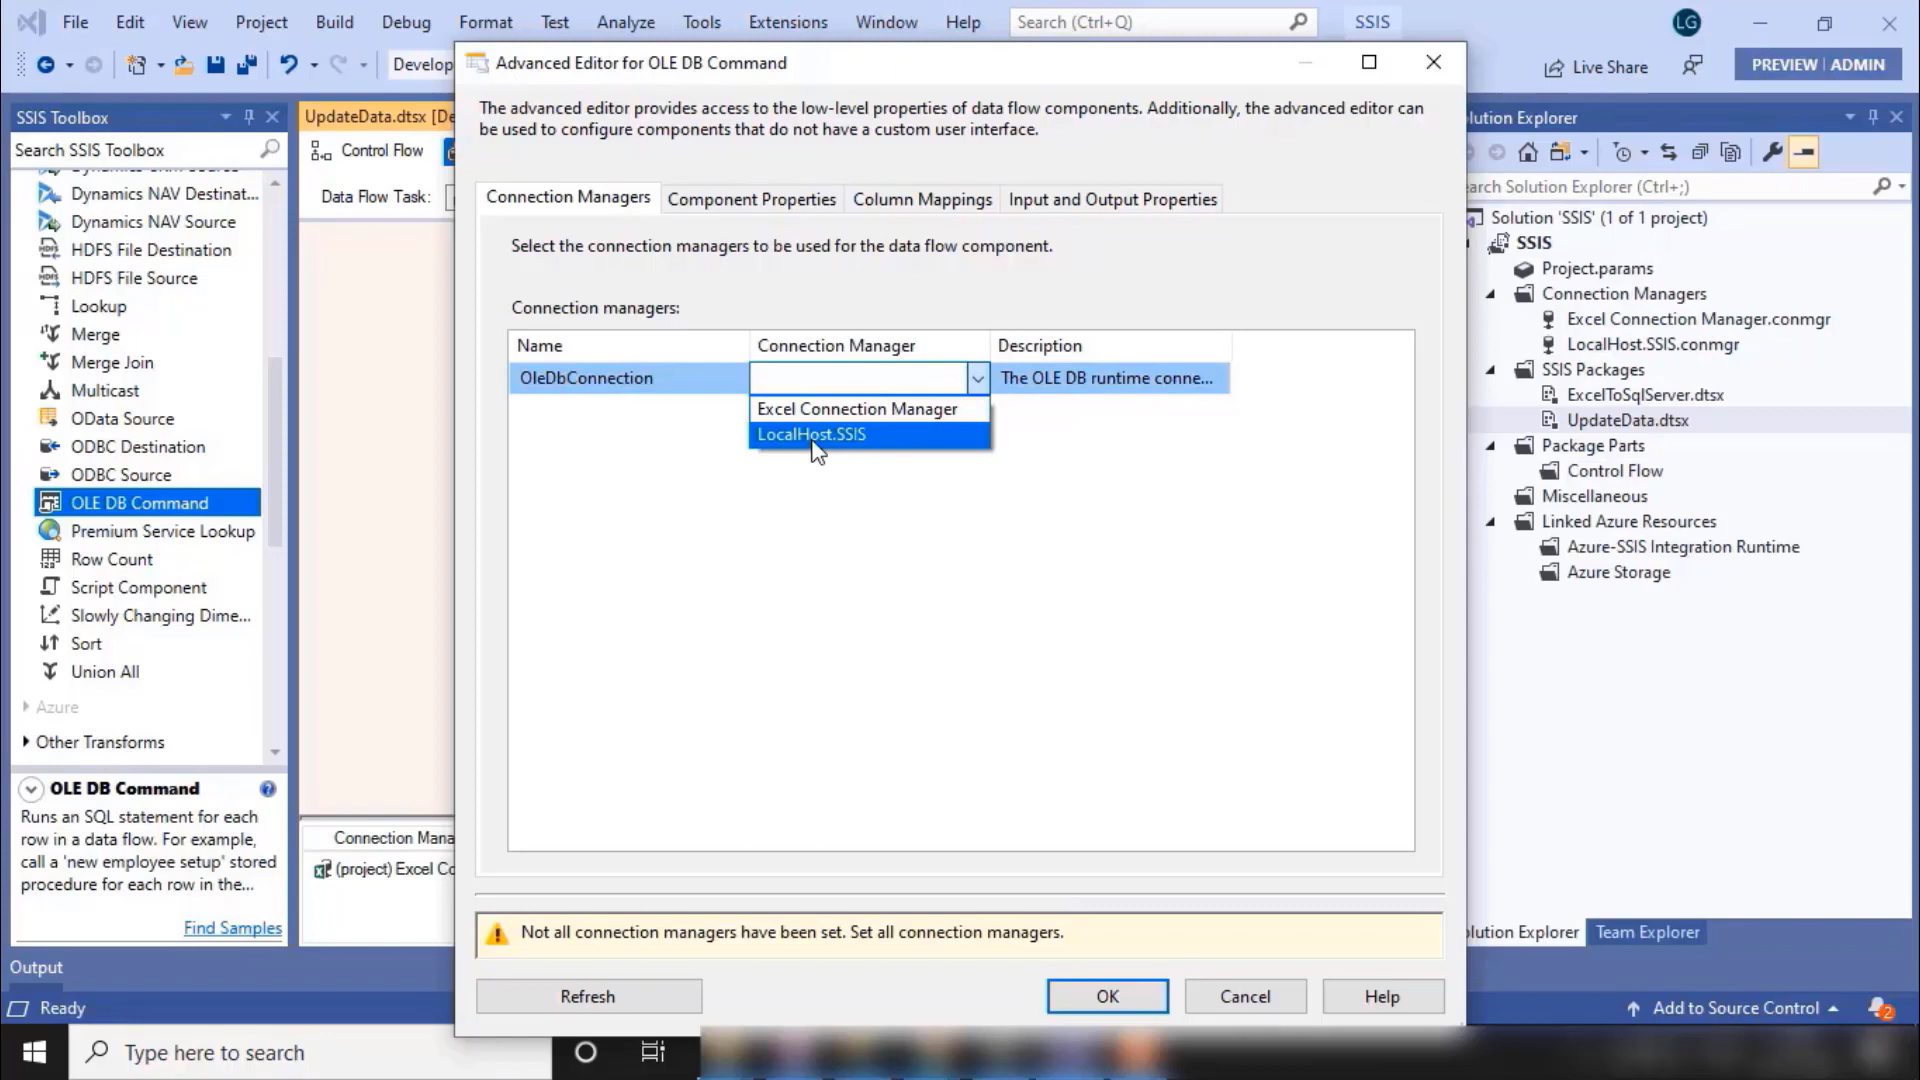 File Edit View Project Build Debug Format Test Analyze Tools Extensions Window Help Search (Ctrl+Q) SSIS LG
Develop
Live Share
PREVIEW ADMIN
SSIS Toolbox
Search SSIS Toolbox
Dynamics NAV Destinat...
Dynamics NAV Source
HDFS File Destination
HDFS File Source
Lookup
Merge
Merge Join
Multicast
OData Source
ODBC Destination
ODBC Source
OLE DB Command
Premium Service Lookup
Row Count
Script Component
Slowly Changing Dime...
Sort
Union All
Azure
Other Transforms
OLE DB Command
Runs an SQL statement for each
row in a data flow. For example,
call a 'new employee setup' stored
procedure for each row in the...
Find Samples
Output
Ready
UpdateData.dtsx [De
Control Flow
Data Flow Task:
Connection Mana
(project) Excel Co
Advanced Editor for OLE DB Command
The advanced editor provides access to the low-level properties of data flow components. Additionally, the advanced editor can
be used to configure components that do not have a custom user interface.
Connection Managers Component Properties Column Mappings Input and Output Properties
Select the connection managers to be used for the data flow component.
Connection managers:
Name Connection Manager Description
OleDbConnection The OLE DB runtime conne...
Excel Connection Manager
LocalHost.SSIS
Not all connection managers have been set. Set all connection managers.
Refresh OK Cancel Help
lution Explorer
earch Solution Explorer (Ctrl+;)
Solution 'SSIS' (1 of 1 project)
SSIS
Project.params
Connection Managers
Excel Connection Manager.conmgr
LocalHost.SSIS.conmgr
SSIS Packages
ExcelToSqlServer.dtsx
UpdateData.dtsx
Package Parts
Control Flow
Miscellaneous
Linked Azure Resources
Azure-SSIS Integration Runtime
Azure Storage
lution Explorer Team Explorer
Add to Source Control 2
Type here to search